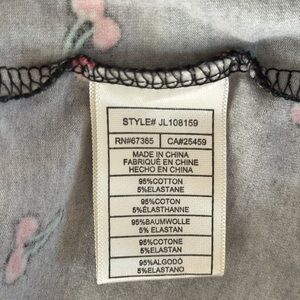 STYLE# JL108159
RN#67365 CA#25459
MADE IN CHINA
FABRIQUÉ EN CHINE
HECHO EN CHINA
95%COTTON
5%ELASTANE
95%COTON
5%ÉLASTHANNE
95%BAUMWOLLE
5% ELASTAN
95%COTONE
5% ELASTAN
95%ALGODÓ
5%ELASTANO